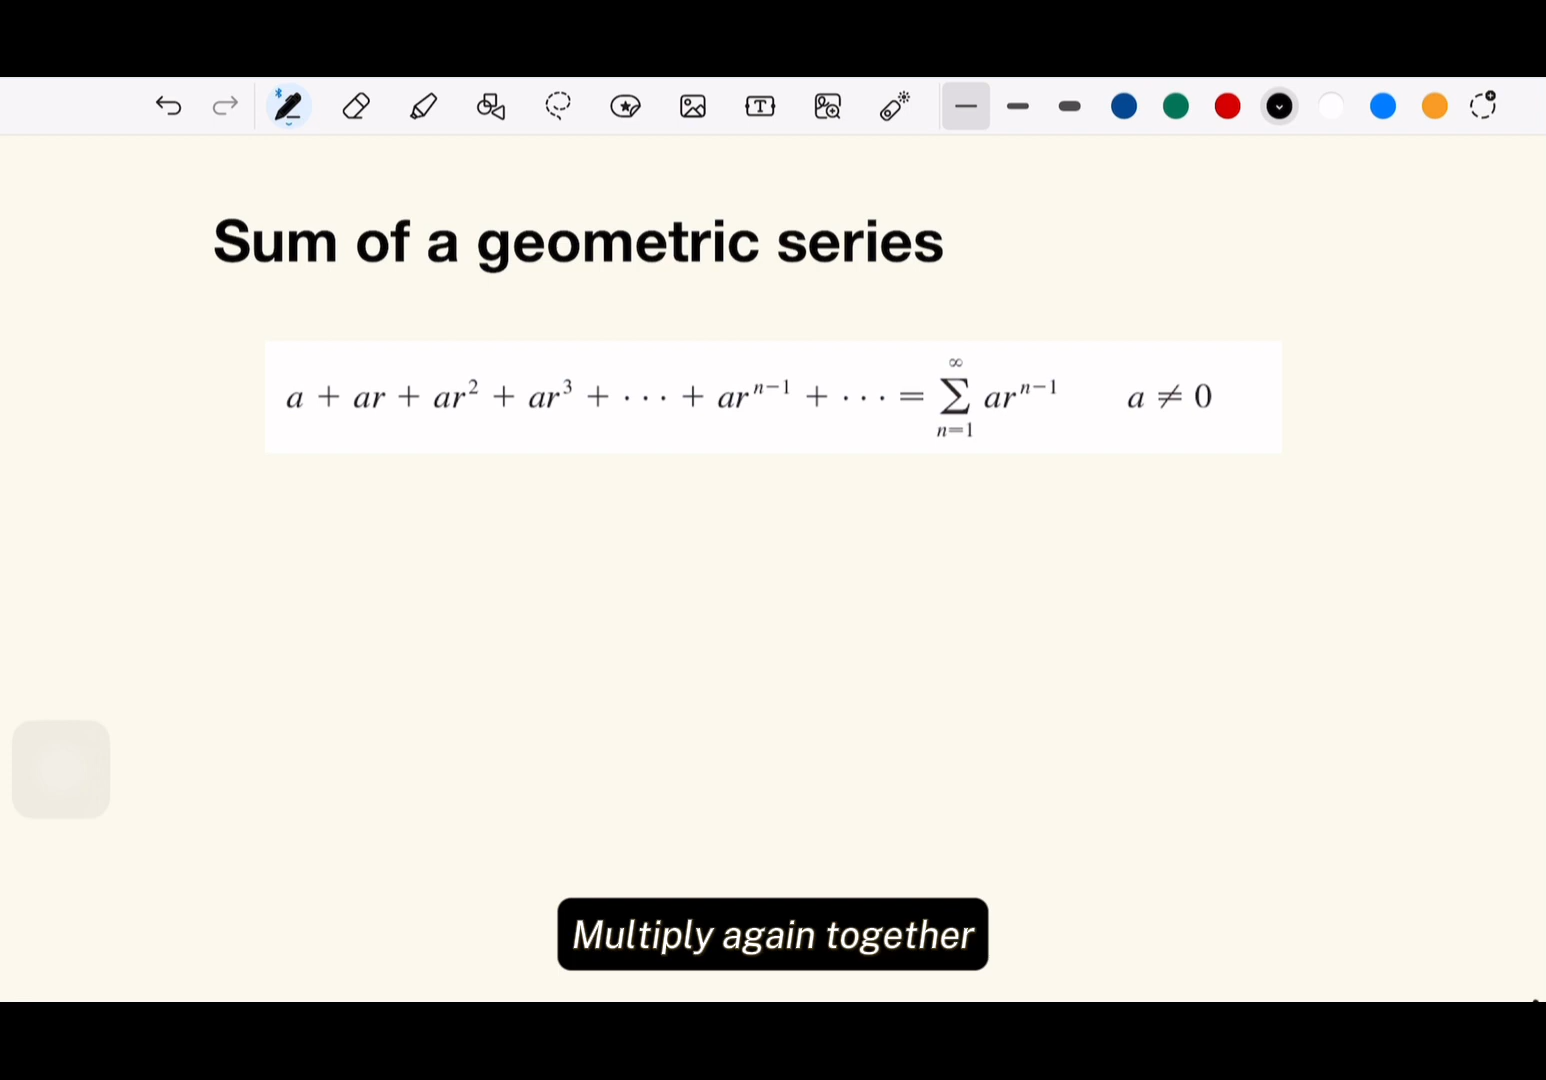 Sum of a geometric series
a + ar + ar² + ar³ + · · · + arⁿ⁻¹ + · · · = ∑_{n=1}^{∞} arⁿ⁻¹ a ≠ 0
Multiply again together